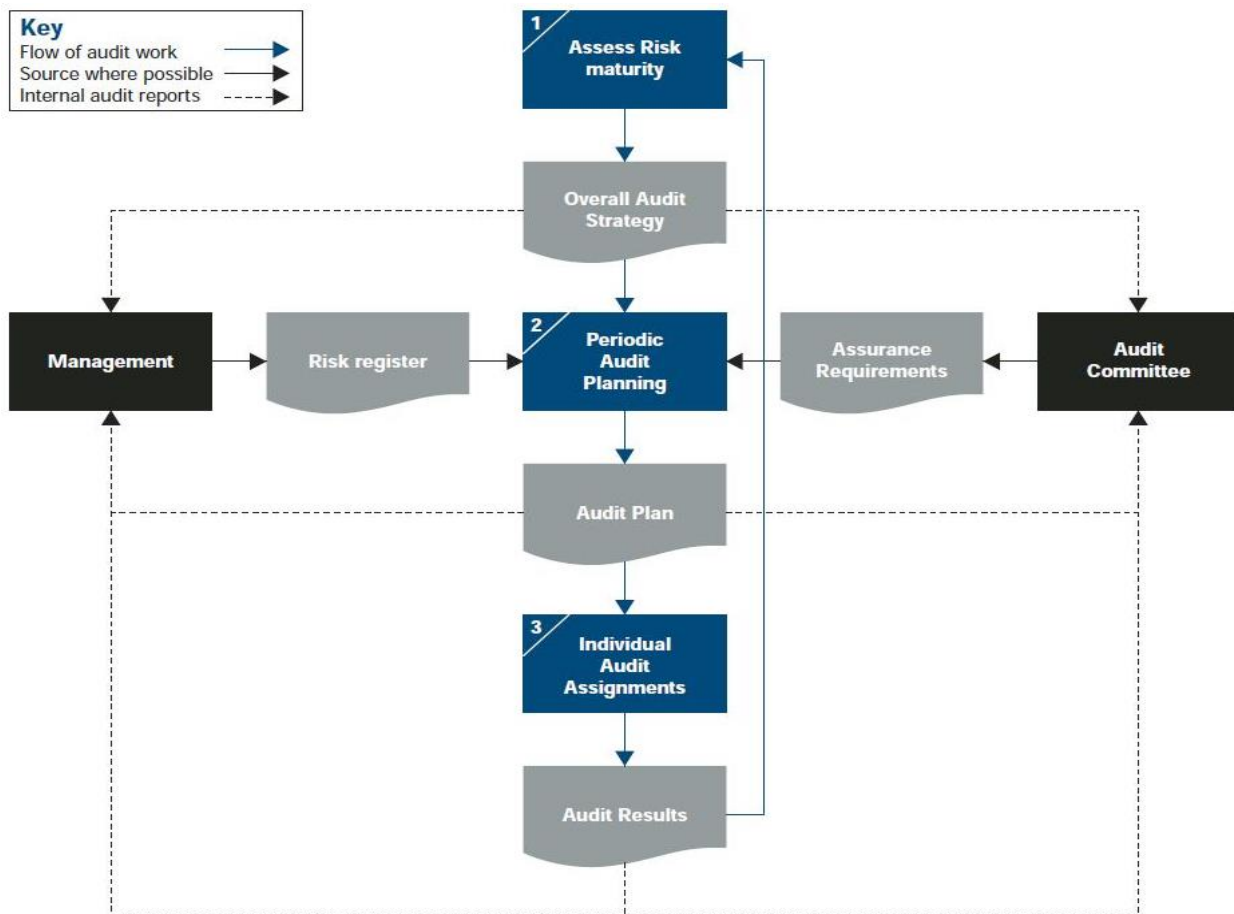 Key
Flow of audit work
Source where possible
Internal audit reports
1
Assess Risk
maturity
Overall Audit
Strategy
Management
Risk register
2
Periodic
Audit
Planning
Assurance
Requirements
Audit
Committee
Audit Plan
3
Individual
Audit
Assignments
Audit Results